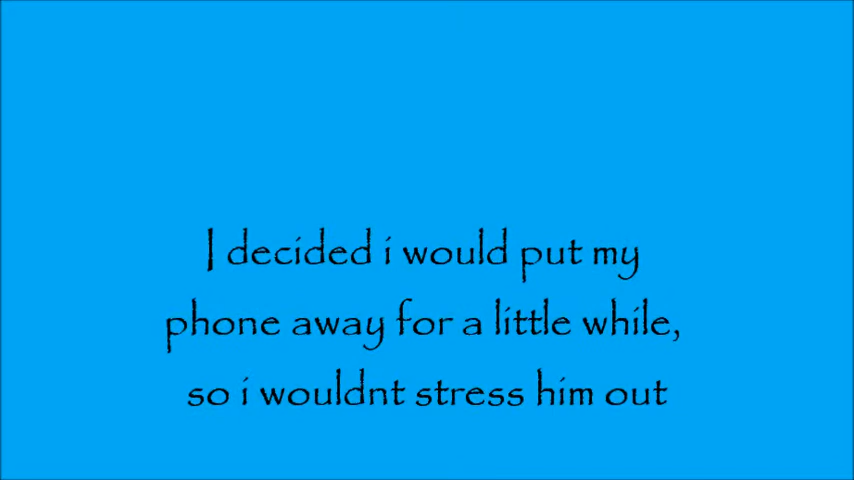 I decided i would put my
phone away for a little while,
so i wouldnt stress him out